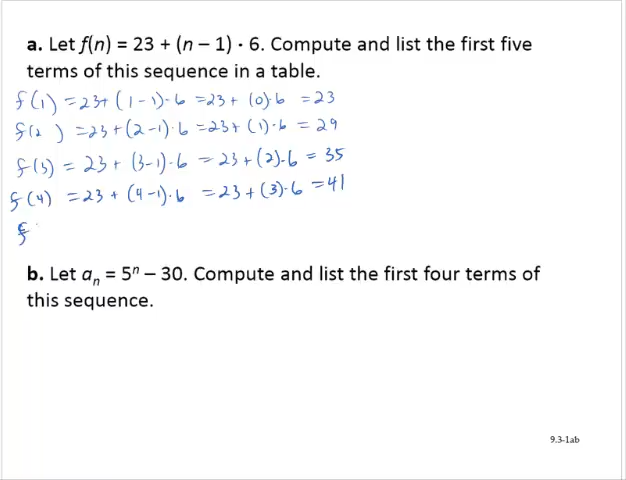 a. Let f(n) = 23 + (n – 1) · 6. Compute and list the first five
terms of this sequence in a table.
f(1) = 23+ (1-1)·6 = 23+ (0)·6 = 23
f(2 ) = 23+(2-1)·6 = 23+ (1)·6 = 29
f(3) = 23+ (3-1)·6 = 23+(2)·6 = 35
f(4) = 23+ (4-1)·6 = 23+(3)·6 = 41
f
b. Let aₙ = 5ⁿ – 30. Compute and list the first four terms of
this sequence.
9.3-1ab